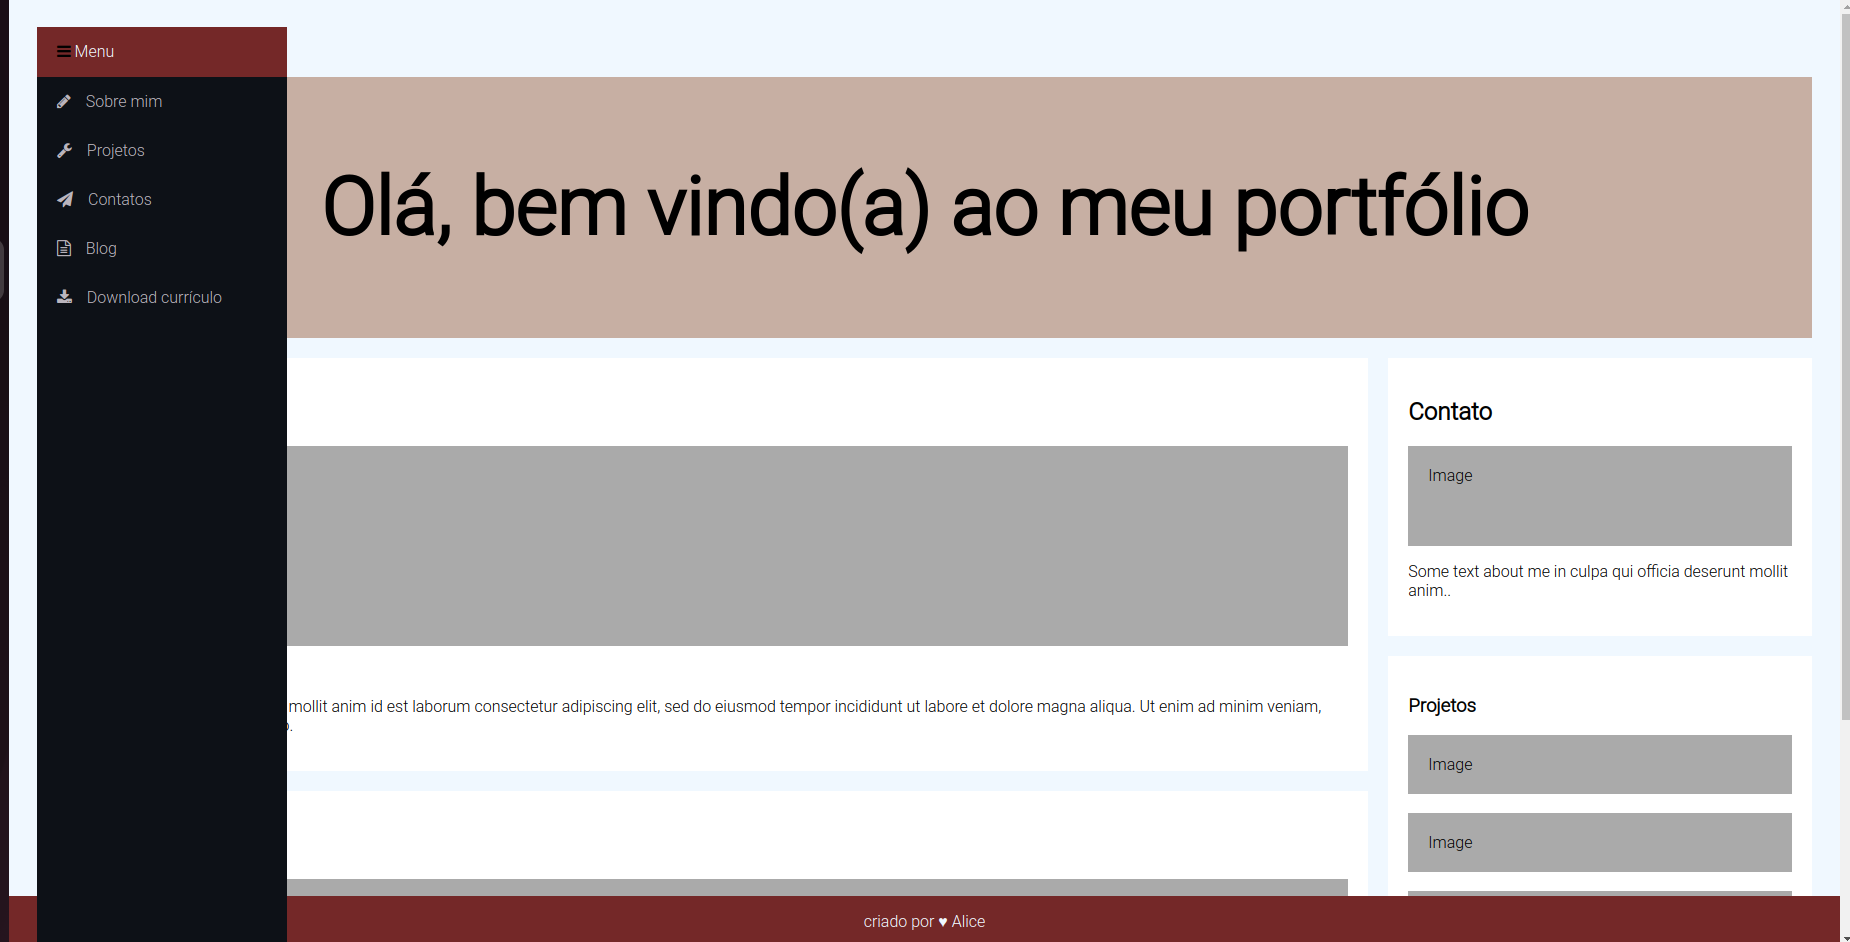 Menu
Sobre mim
Projetos
Contatos
Blog
Download currículo
Olá, bem vindo(a) ao meu portfólio
mollit anim id est laborum consectetur adipiscing elit, sed do eiusmod tempor incididunt ut labore et dolore magna aliqua. Ut enim ad minim veniam,
Contato
Image
Some text about me in culpa qui officia deserunt mollit
anim..
Projetos
Image
Image
criado por ♥ Alice